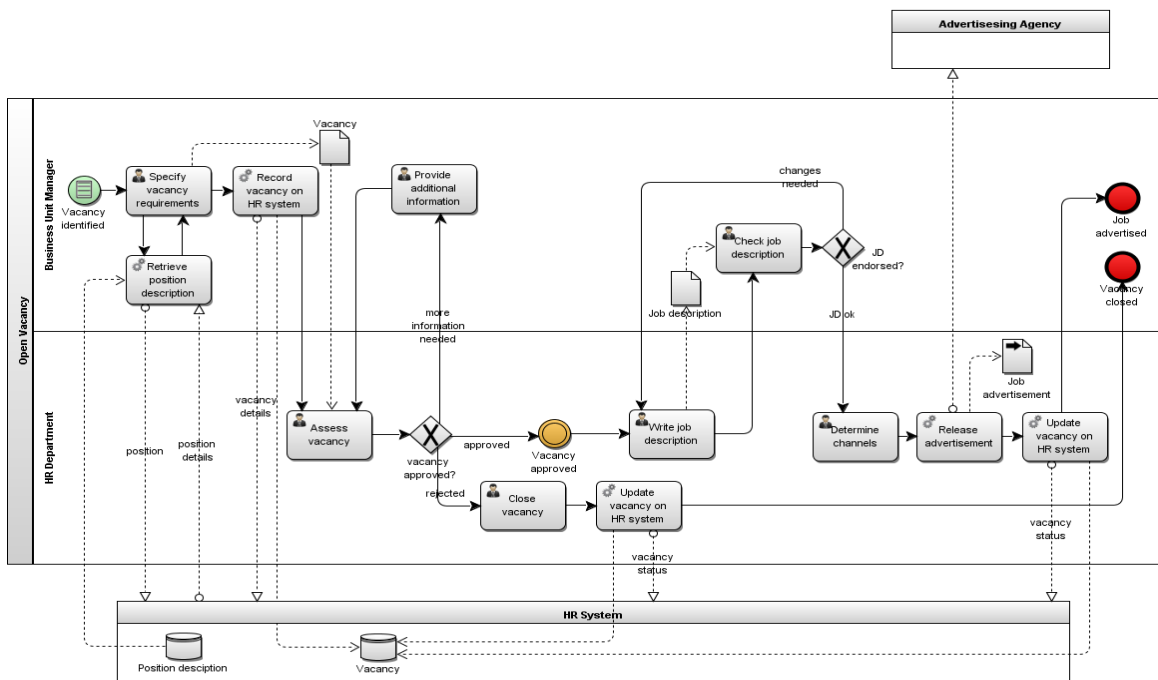 Advertisesing Agency
Open Vacancy
Business Unit Manager
Vacancy
identified
Specify
vacancy
requirements
Record
vacancy on
HR system
Vacancy
Provide
additional
information
Retrieve
position
description
changes
needed
Check job
description
JD
endorsed?
Job description
JD ok
Job
advertised
Vacancy
closed
more
information
needed
HR Department
position
position
details
vacancy
details
Assess
vacancy
vacancy
approved?
approved
rejected
Vacancy
approved
Write job
description
Close
vacancy
Update
vacancy on
HR system
vacancy
status
Determine
channels
Release
advertisement
Job
advertisement
Update
vacancy on
HR system
vacancy
status
HR System
Position desciption
Vacancy